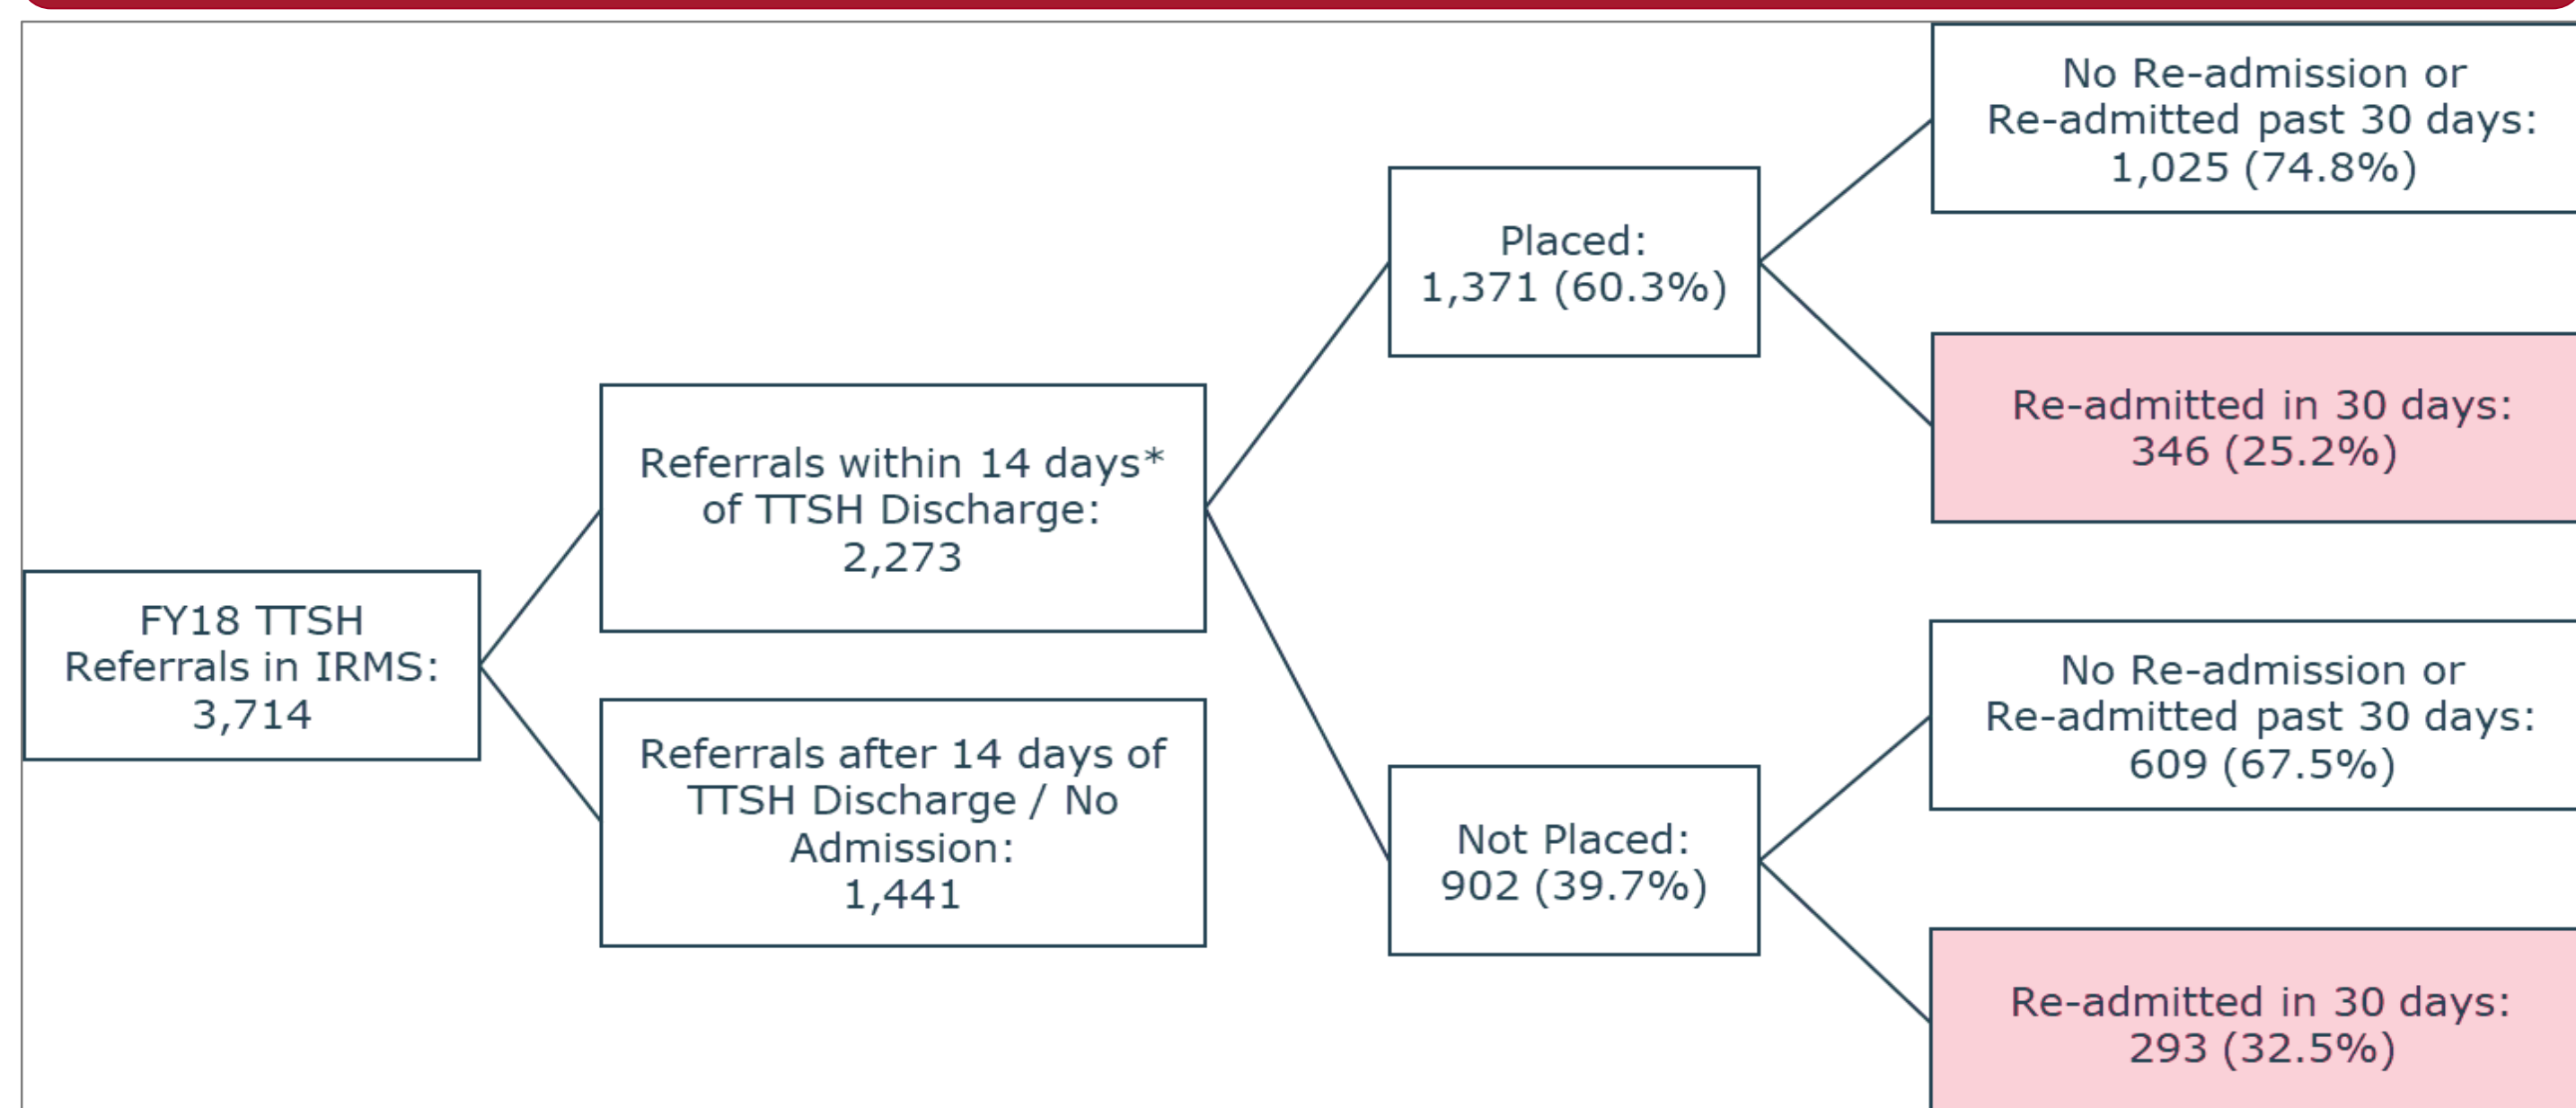 FY18 TTSH
Referrals in IRMS:
3,714
Referrals within 14 days*
of TTSH Discharge:
2,273
Referrals after 14 days of
TTSH Discharge / No
Admission:
1,441
Placed:
1,371 (60.3%)
Not Placed:
902 (39.7%)
No Re-admission or
Re-admitted past 30 days:
1,025 (74.8%)
Re-admitted in 30 days:
346 (25.2%)
No Re-admission or
Re-admitted past 30 days:
609 (67.5%)
Re-admitted in 30 days:
293 (32.5%)